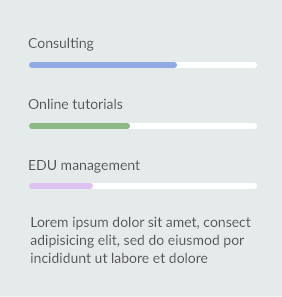 Consulting
Online tutorials
EDU management
Lorem ipsum dolor sit amet, consect
adipisicing elit, sed do eiusmod por
incididunt ut labore et dolore